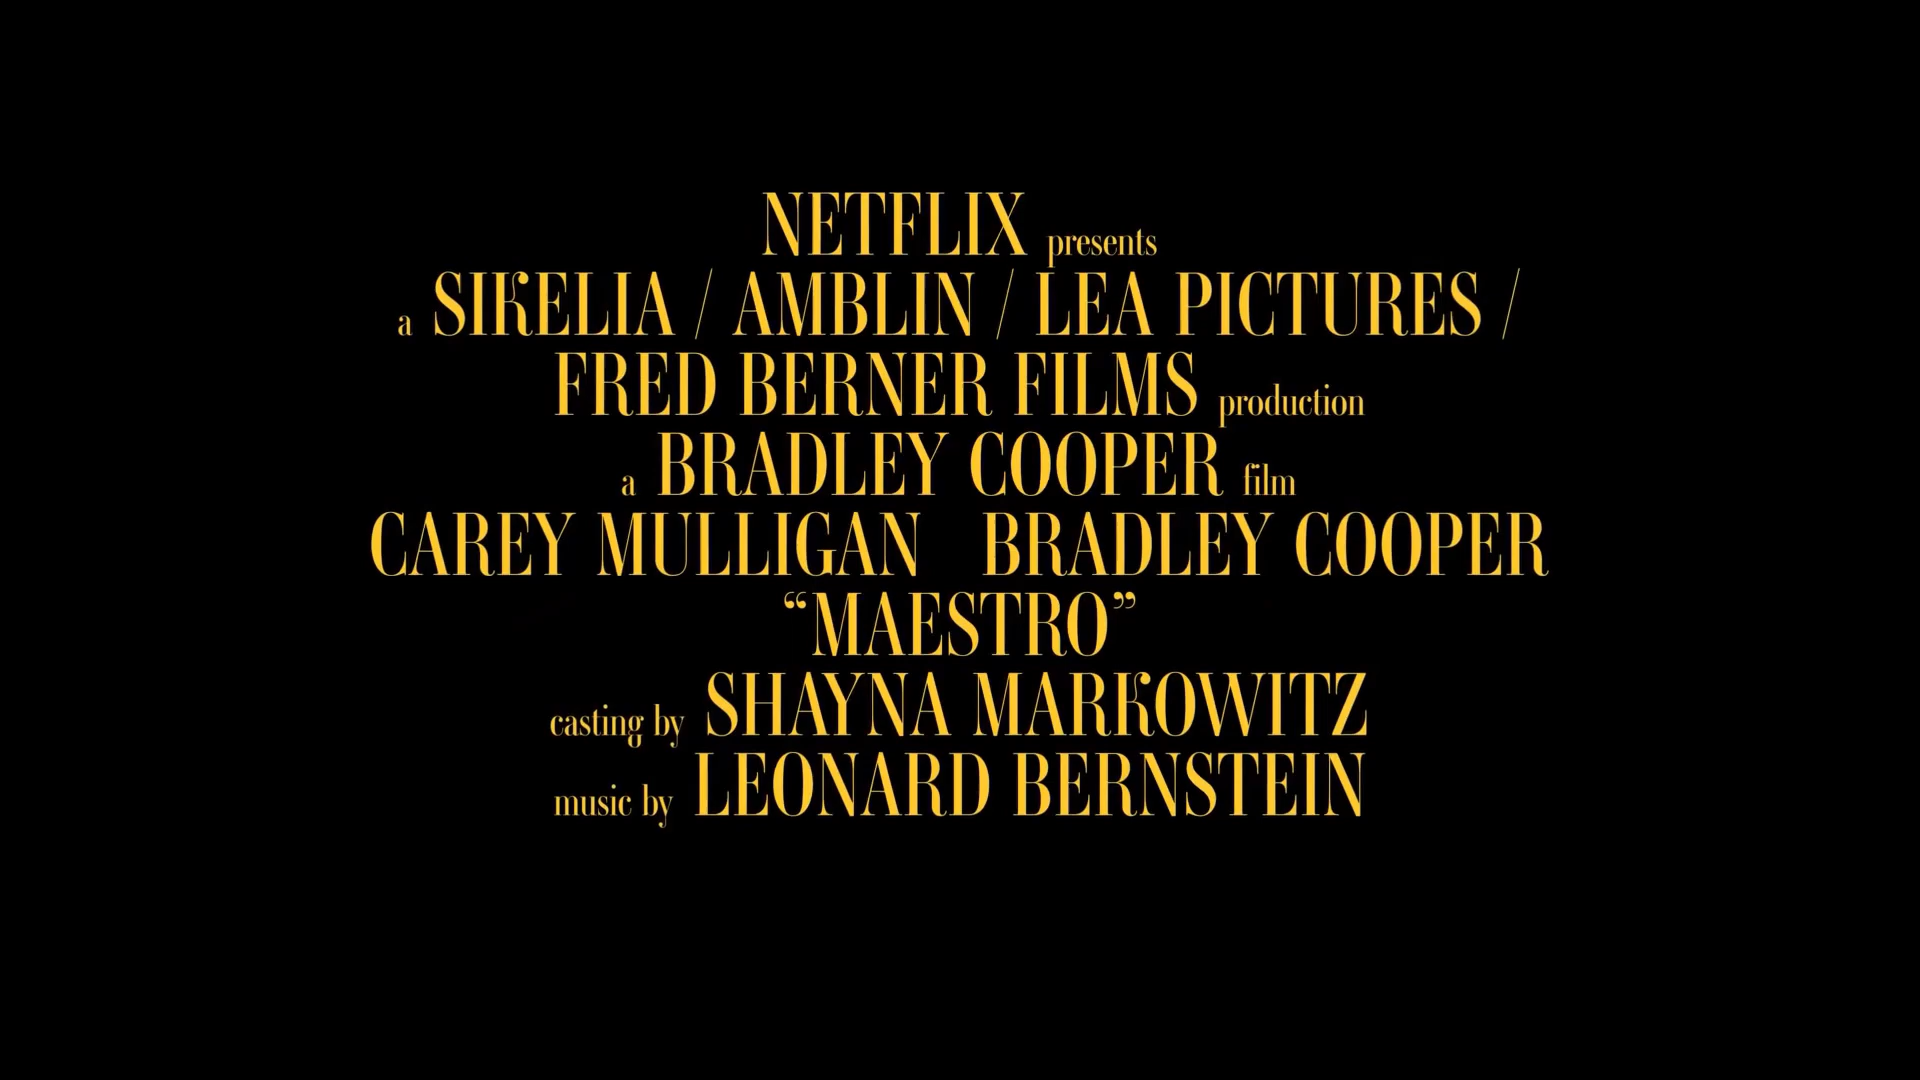 NETFLIX presents
a SIKELIA / AMBLIN / LEA PICTURES /
FRED BERNER FILMS production
a BRADLEY COOPER film
CAREY MULLIGAN BRADLEY COOPER
“MAESTRO”
casting by SHAYNA MARKOWITZ
music by LEONARD BERNSTEIN